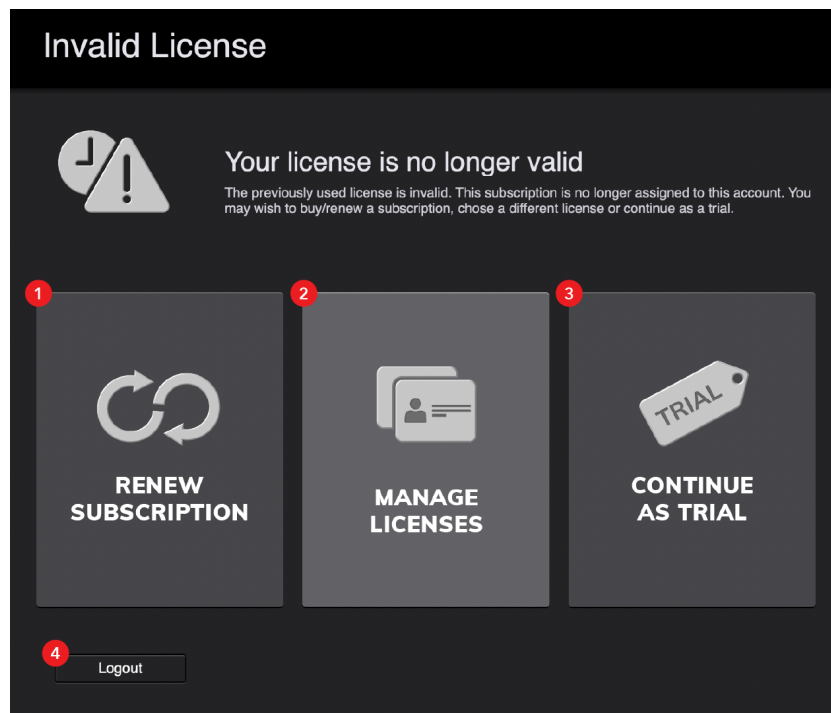 Invalid License
Your license is no longer valid
The previously used license is invalid. This subscription is no longer assigned to this account. You
may wish to buy/renew a subscription, chose a different license or continue as a trial.
1
2
3
TRIAL
RENEW
SUBSCRIPTION
MANAGE
LICENSES
CONTINUE
AS TRIAL
4
Logout